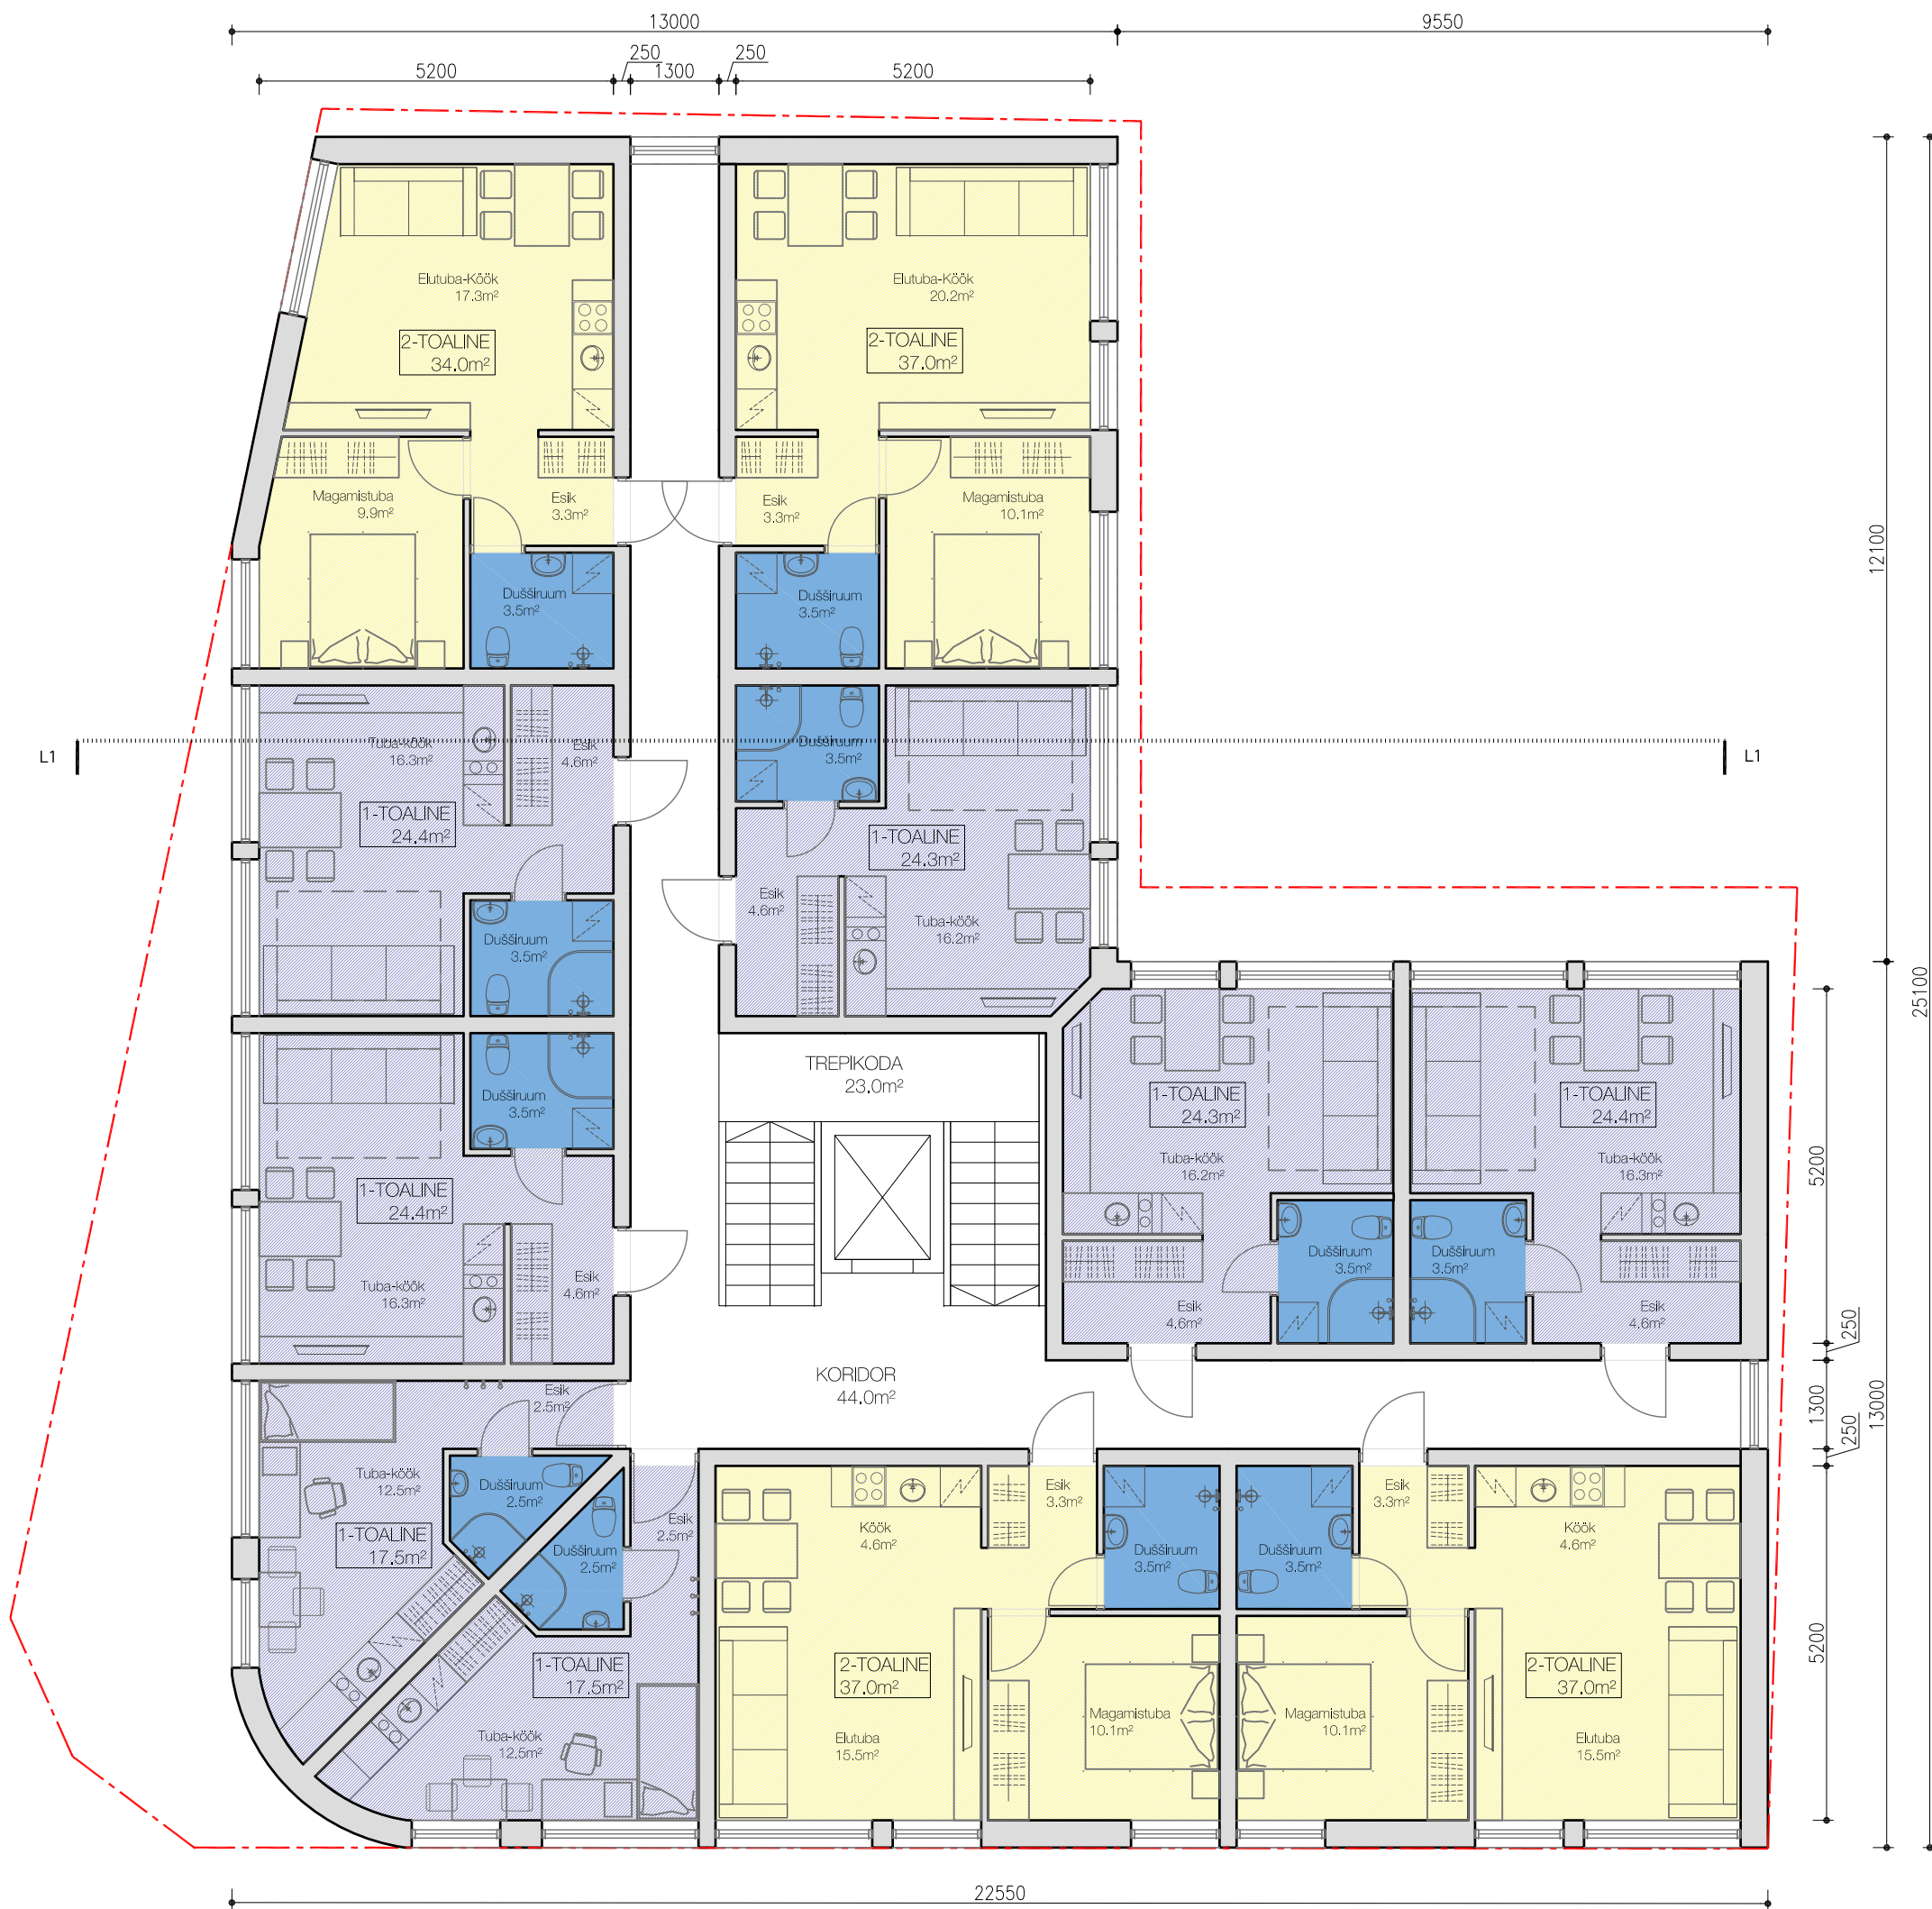 13000
9550
250
250
5200
1300
5200
Elutuba-Köök
17.3m²
2-TOALINE
34.0m²
Elutuba-Köök
20.2m²
2-TOALINE
37.0m²
Magamistuba
9.9m²
Esik
3.3m²
Esik
3.3m²
Magamistuba
10.1m²
12100
Dušširuum
3.5m²
Dušširuum
3.5m²
L1
Tuba-köök
16.3m²
Esik
4.6m²
Dušširuum
3.5m²
L1
1-TOALINE
24.4m²
1-TOALINE
24.3m²
Esik
4.6m²
Tuba-köök
16.2m²
Dušširuum
3.5m²
25100
TREPIKODA
23.0m²
Dušširuum
3.5m²
1-TOALINE
24.3m²
1-TOALINE
24.4m²
5200
Tuba-köök
16.2m²
Tuba-köök
16.3m²
1-TOALINE
24.4m²
Dušširuum
3.5m²
Dušširuum
3.5m²
Tuba-köök
16.3m²
Esik
4.6m²
Esik
4.6m²
Esik
4.6m²
250
KORIDOR
44.0m²
1300
13000
250
Esik
2.5m²
Tuba-köök
12.5m²
Dušširuum
2.5m²
1-TOALINE
17.5m²
Esik
2.5m²
Dušširuum
2.5m²
Köök
4.6m²
Esik
3.3m²
Dušširuum
3.5m²
Dušširuum
3.5m²
Esik
3.3m²
Köök
4.6m²
5200
1-TOALINE
17.5m²
2-TOALINE
37.0m²
2-TOALINE
37.0m²
Tuba-köök
12.5m²
Elutuba
15.5m²
Magamistuba
10.1m²
Magamistuba
10.1m²
Elutuba
15.5m²
22550